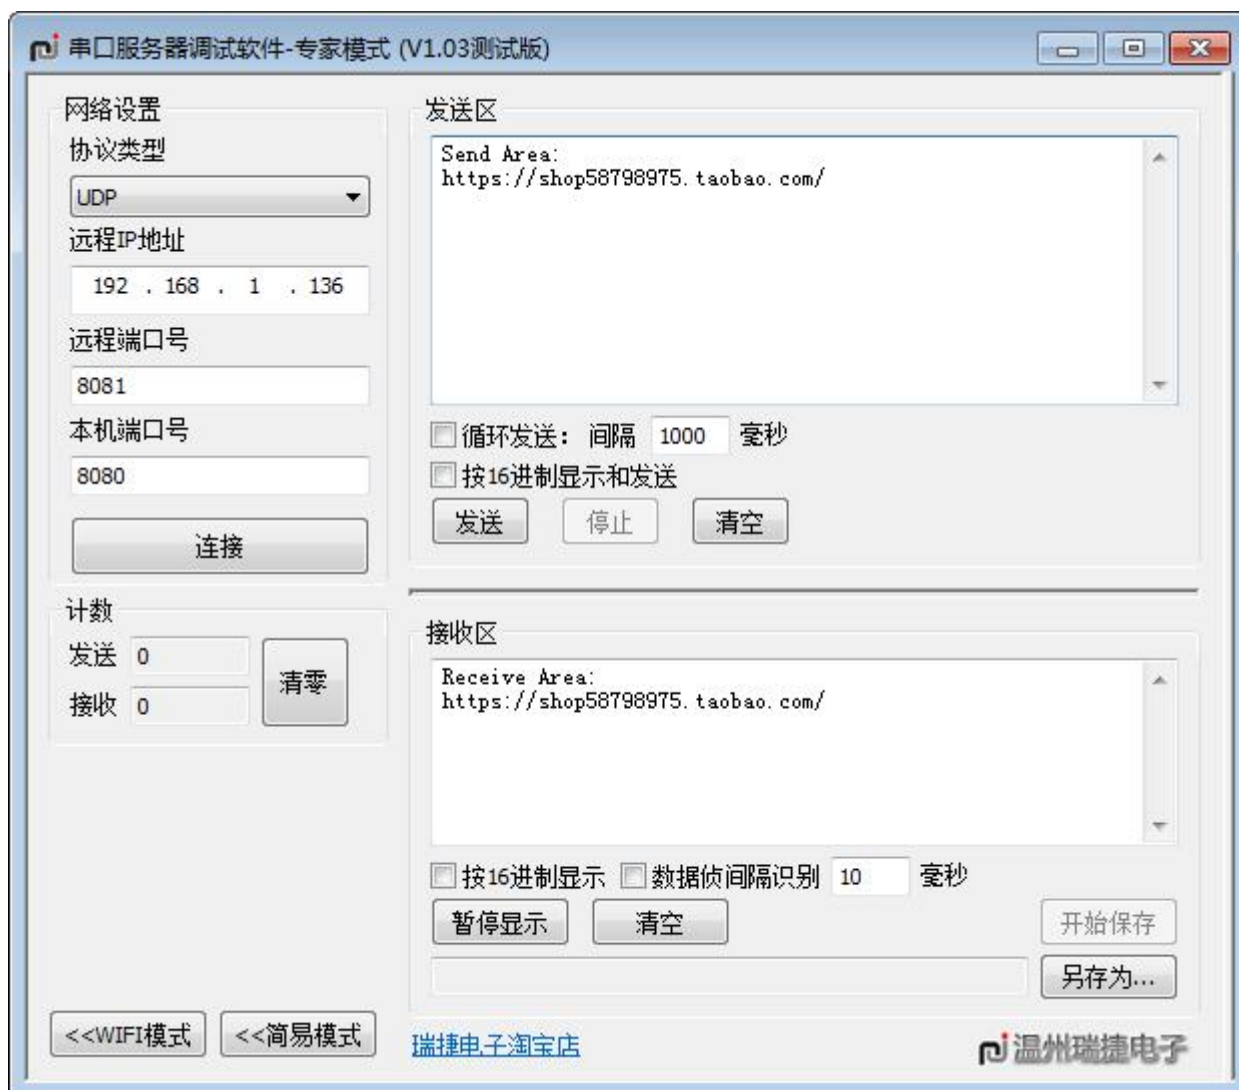 串口服务器调试软件-专家模式 (V1.03测试版)
网络设置
协议类型
UDP
远程IP地址
192 . 168 . 1 . 136
远程端口号
8081
本机端口号
8080
连接
计数
发送 0
接收 0
清零
<<WIFI模式
<<简易模式
发送区
Send Area:
https://shop58798975.taobao.com/
循环发送： 间隔 1000 毫秒
按16进制显示和发送
发送 停止 清空
接收区
Receive Area:
https://shop58798975.taobao.com/
按16进制显示 数据侦间隔识别 10 毫秒
暂停显示 清空 开始保存
另存为...
瑞捷电子淘宝店
温州瑞捷电子